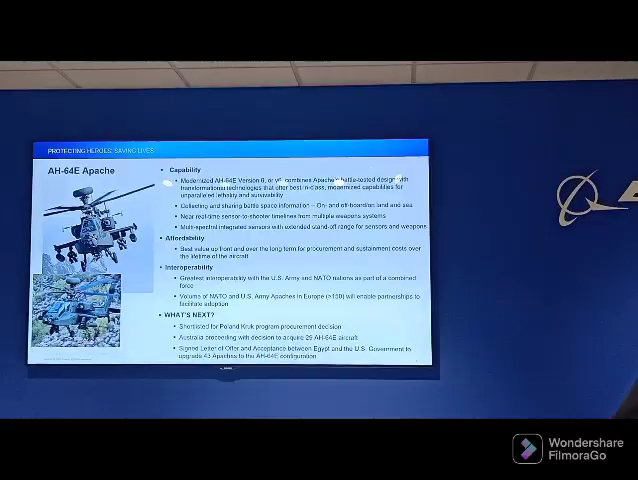 PROTECTING HEROES, SAVING LIVES
AH-64E Apache
• Capability
• Modernized AH-64E Version 6, or v6, combines Apache's battle-tested design with
transformational technologies that offer best-in-class, modernized capabilities for
unparalleled lethality and survivability
• Collecting and sharing battle space information – On- and off-board/on land and sea
• Near real time sensor-to-shooter timelines from multiple weapons systems
• Multi-spectral integrated sensors with extended stand-off range for sensors and weapons
• Affordability
• Best value up front and over the long term for procurement and sustainment costs over
the lifetime of the aircraft
• Interoperability
• Greatest interoperability with the U.S. Army and NATO nations as part of a combined
force
• Volume of NATO and U.S. Army Apaches in Europe (>150) will enable partnerships to
facilitate adoption
• WHAT'S NEXT?
• Shortlisted for Poland Kruk program procurement decision
• Australia proceeding with decision to acquire 29 AH-64E aircraft
• Signed Letter of Offer and Acceptance between Egypt and the U.S. Government to
upgrade 43 Apaches to the AH-64E configuration
Wondershare
FilmoraGo